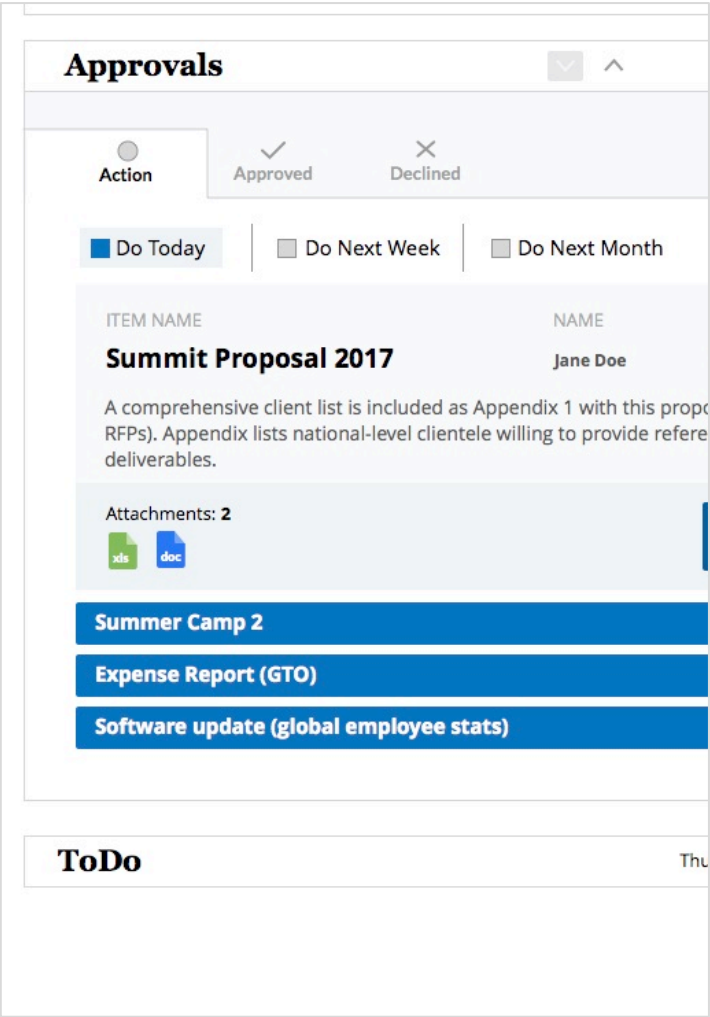 Approvals
Action
Approved
Declined
Do Today
Do Next Week
Do Next Month
ITEM NAME
NAME
Summit Proposal 2017
Jane Doe
A comprehensive client list is included as Appendix 1 with this propo
RFPs). Appendix lists national-level clientele willing to provide refere
deliverables.
Attachments: 2
xls
doc
Summer Camp 2
Expense Report (GTO)
Software update (global employee stats)
ToDo
Thu